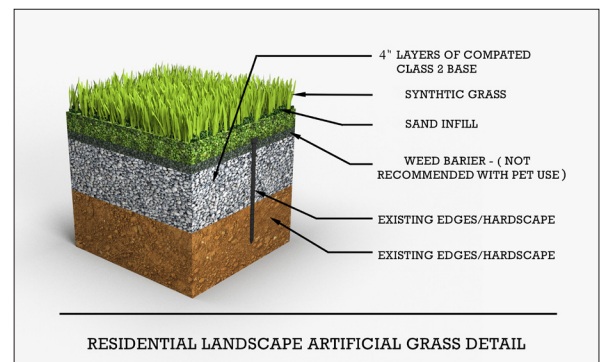 4" LAYERS OF COMPATED
CLASS 2 BASE
SYNTHTIC GRASS
SAND INFILL
WEED BARIER - ( NOT
RECOMMENDED WITH PET USE )
EXISTING EDGES/HARDSCAPE
EXISTING EDGES/HARDSCAPE
RESIDENTIAL LANDSCAPE ARTIFICIAL GRASS DETAIL